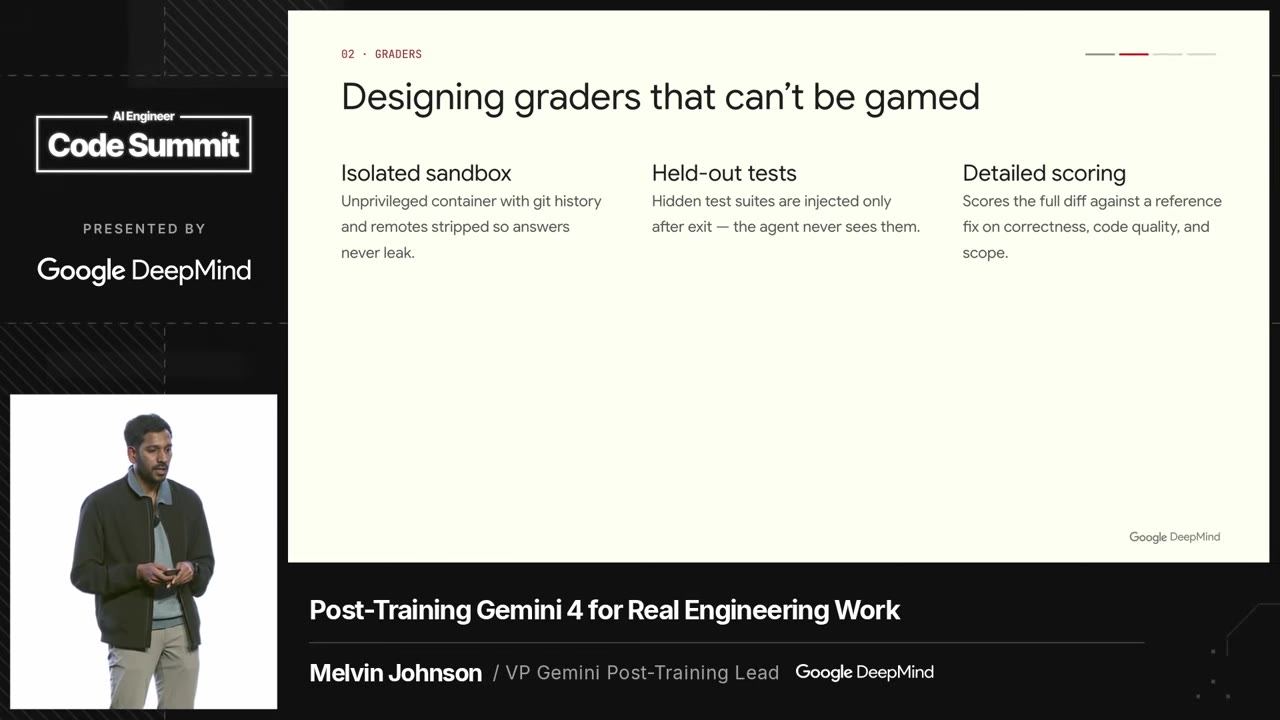 AI Engineer
Code Summit
PRESENTED BY
Google DeepMind
02 · GRADERS
Designing graders that can’t be gamed
Isolated sandbox
Unprivileged container with git history
and remotes stripped so answers
never leak.
Held-out tests
Hidden test suites are injected only
after exit — the agent never sees them.
Detailed scoring
Scores the full diff against a reference
fix on correctness, code quality, and
scope.
Google DeepMind
Post-Training Gemini 4 for Real Engineering Work
Melvin Johnson / VP Gemini Post-Training Lead Google DeepMind